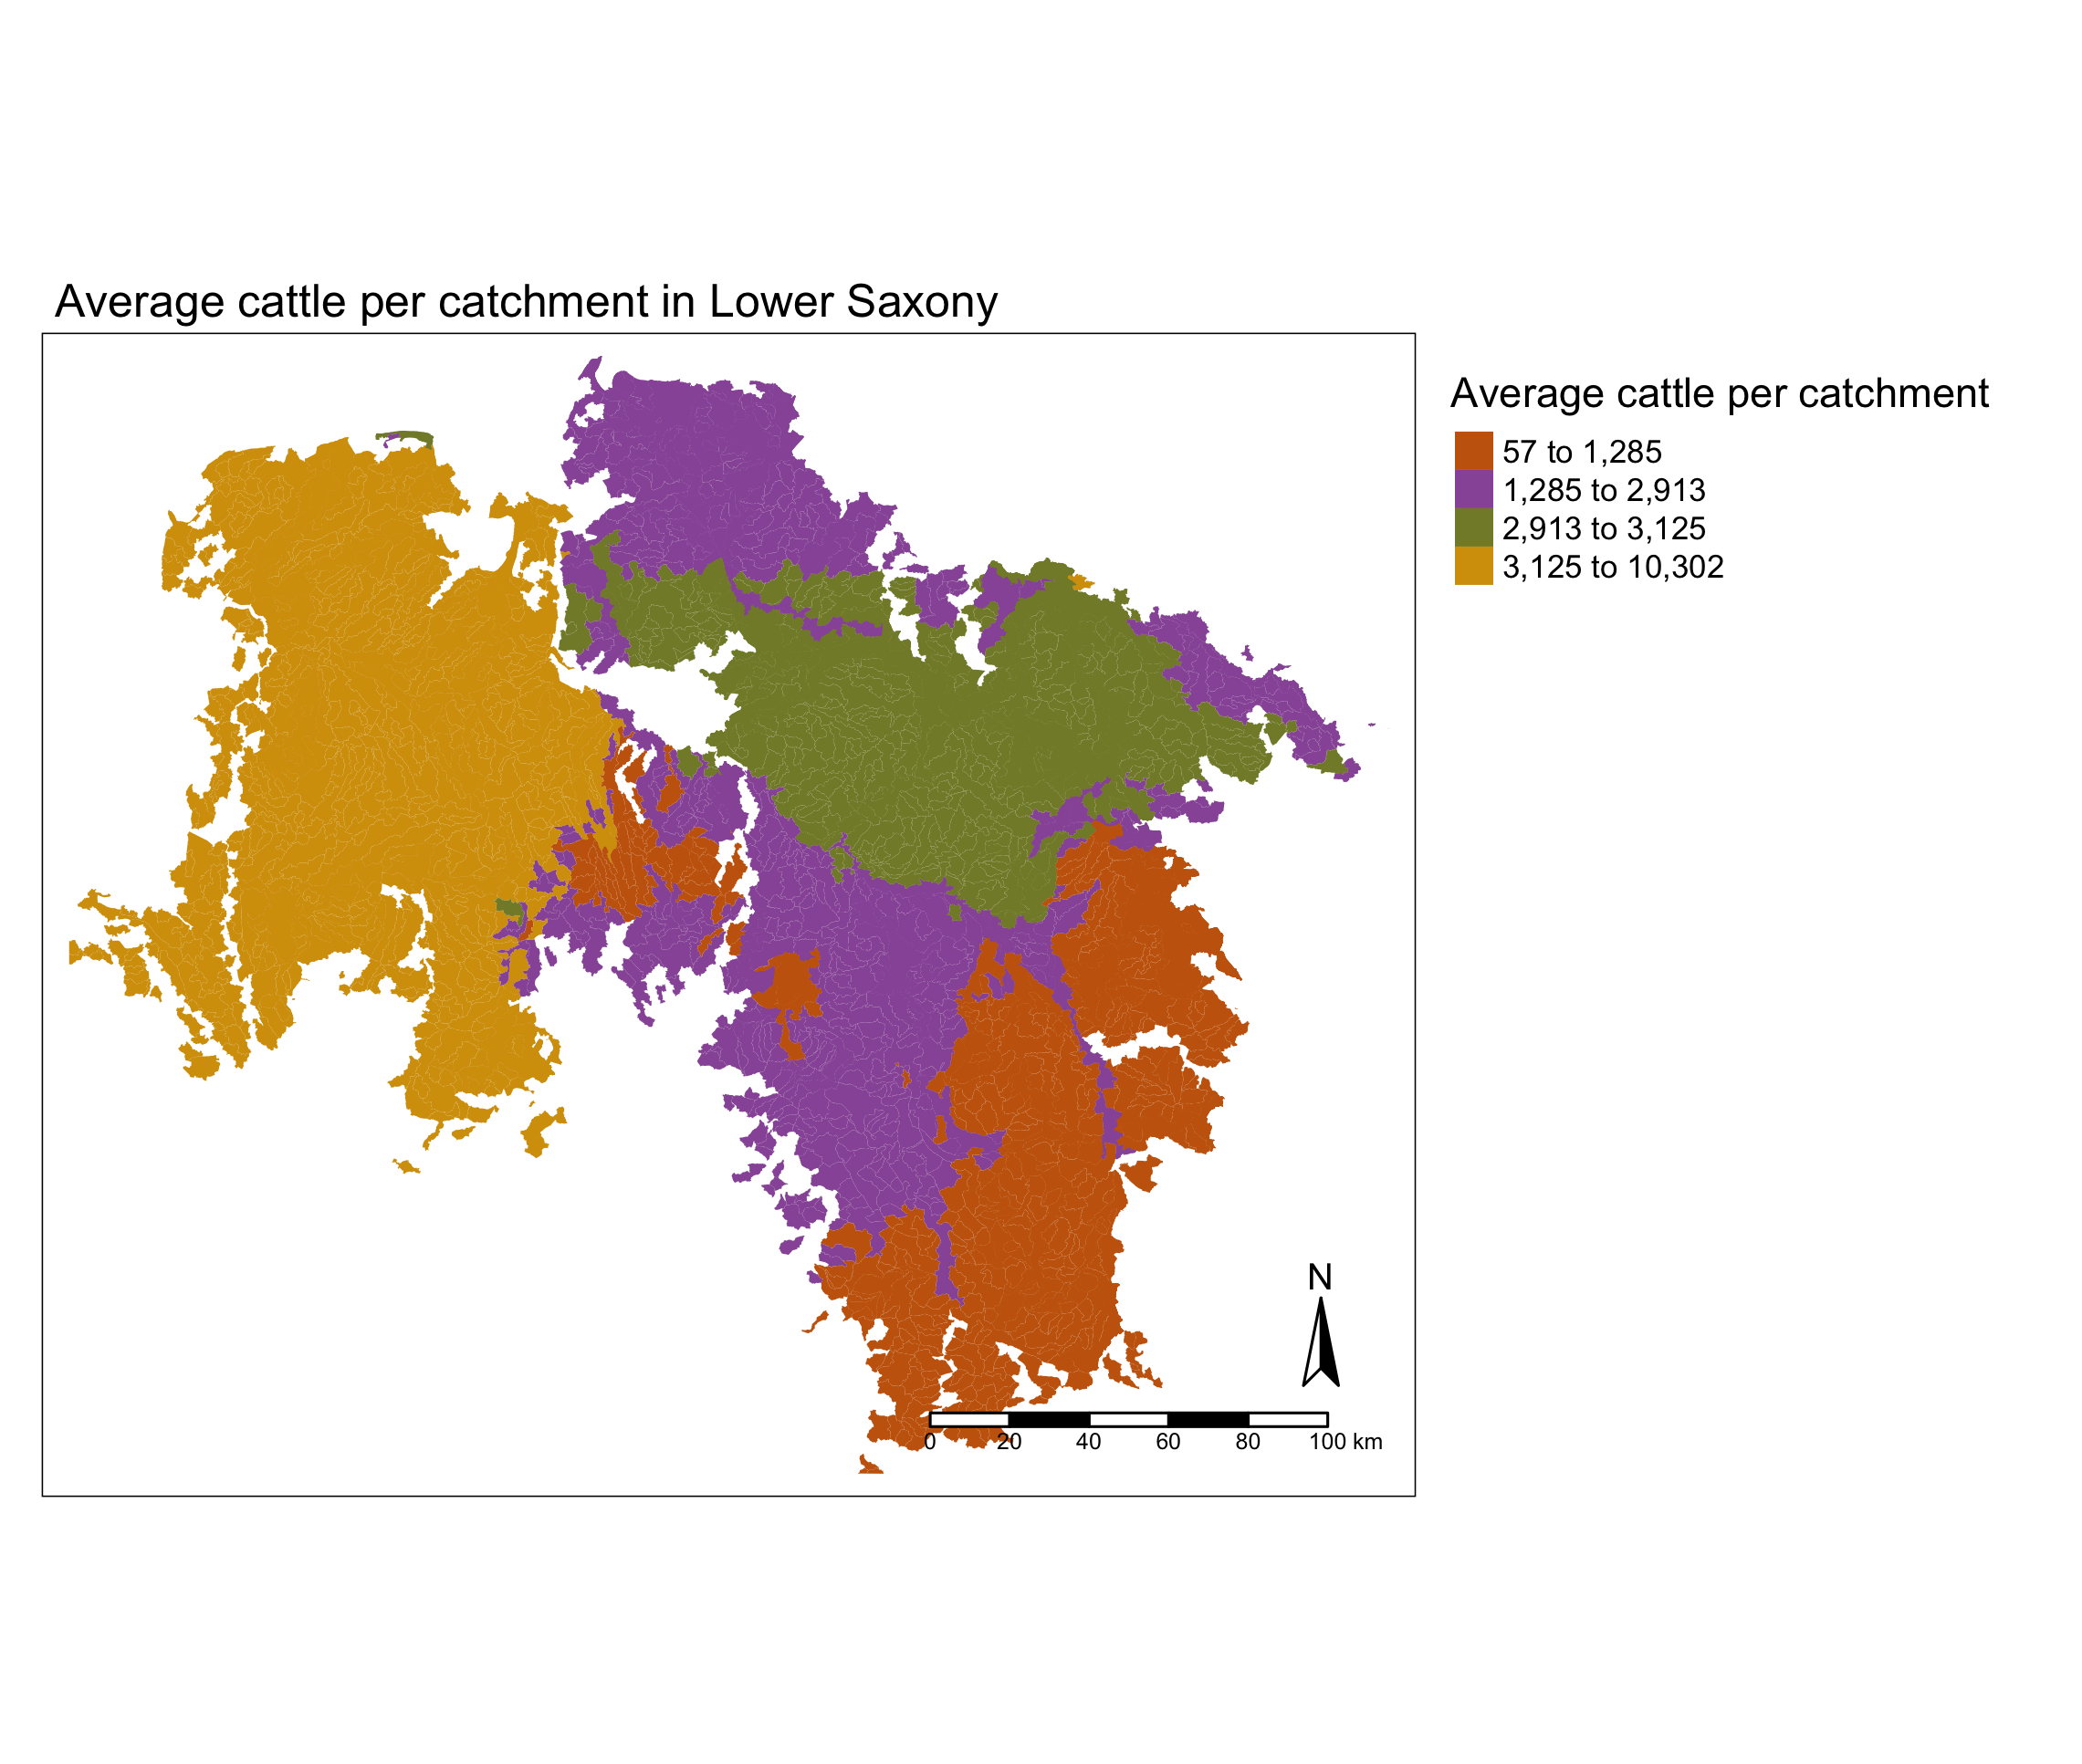 Average cattle per catchment in Lower Saxony
Average cattle per catchment
57 to 1,285
1,285 to 2,913
2,913 to 3,125
3,125 to 10,302
N
0 20 40 60 80 100 km